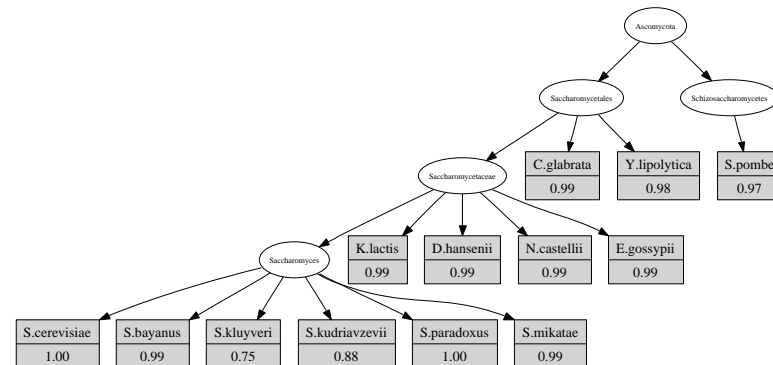 Ascomycota
Saccharomycetales
Schizosaccharomycetes
C.glabrata
0.99
Y.lipolytica
0.98
S.pombe
0.97
Saccharomycetaceae
K.lactis
0.99
D.hansenii
0.99
N.castellii
0.99
E.gossypii
0.99
Saccharomyces
S.cerevisiae
1.00
S.bayanus
0.99
S.kluyveri
0.75
S.kudriavzevii
0.88
S.paradoxus
1.00
S.mikatae
0.99